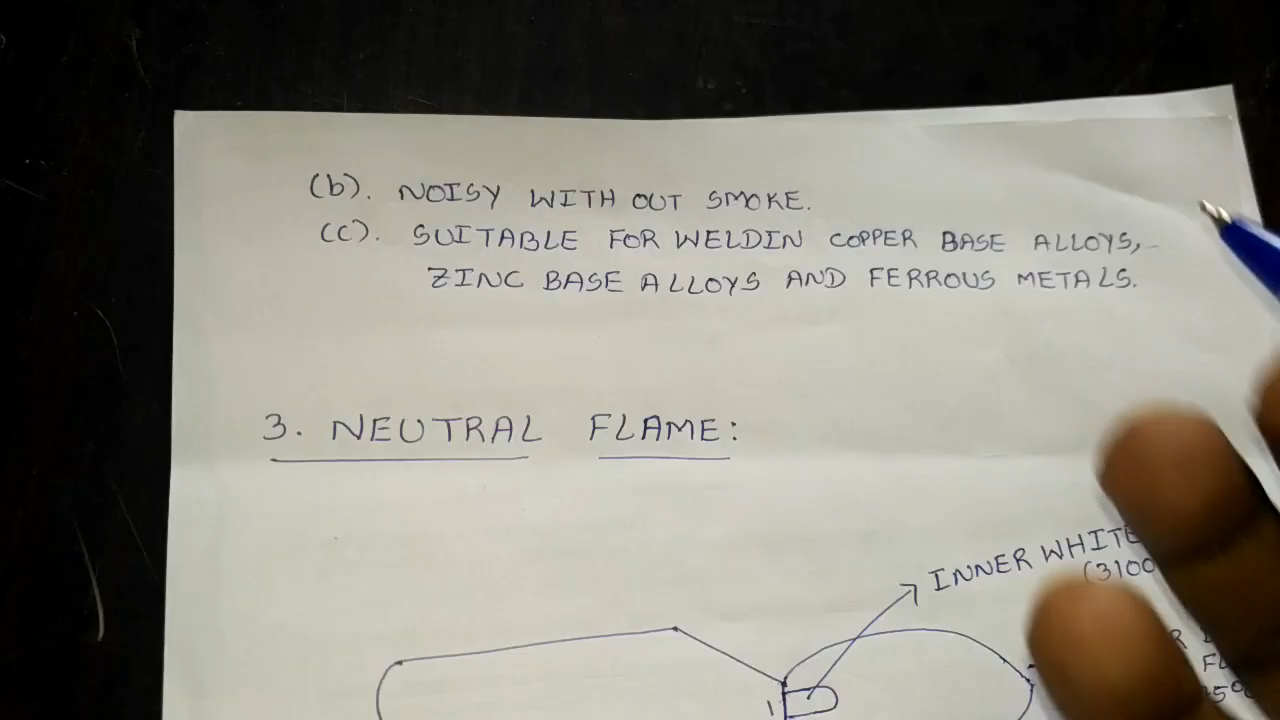 (b). NOISY WITH OUT SMOKE.
(c). SUITABLE FOR WELDIN COPPER BASE ALLOYS,
ZINC BASE ALLOYS AND FERROUS METALS.
3. NEUTRAL FLAME:
INNER WHITE
(3100